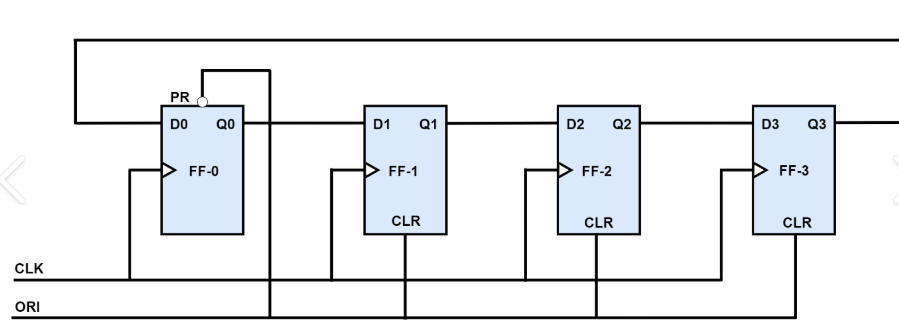 PR
D0 Q0 D1 Q1 D2 Q2 D3 Q3
FF-0 FF-1 FF-2 FF-3
CLR CLR CLR
CLK
ORI